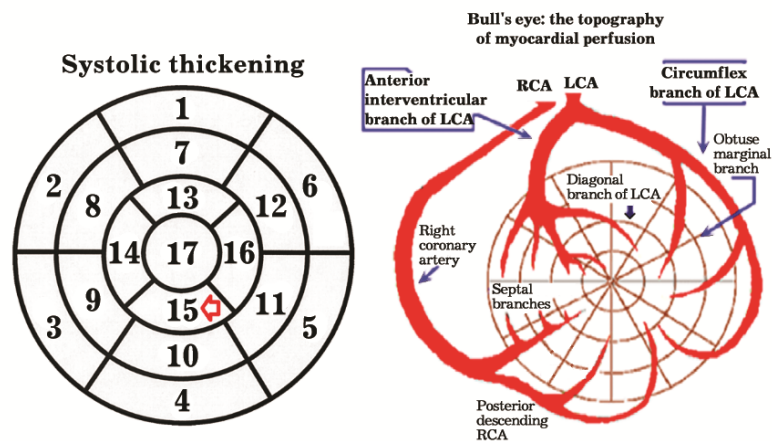 Systolic thickening
1
2
7
6
8
13
12
14
17
16
9
15
11
3
10
5
4
Bull's eye: the topography
of myocardial perfusion
Anterior
interventricular
branch of LCA
RCA
LCA
Circumflex
branch of LCA
Obtuse
marginal
branch
Diagonal
branch of LCA
Right
coronary
artery
Septal
branches
Posterior
descending
RCA